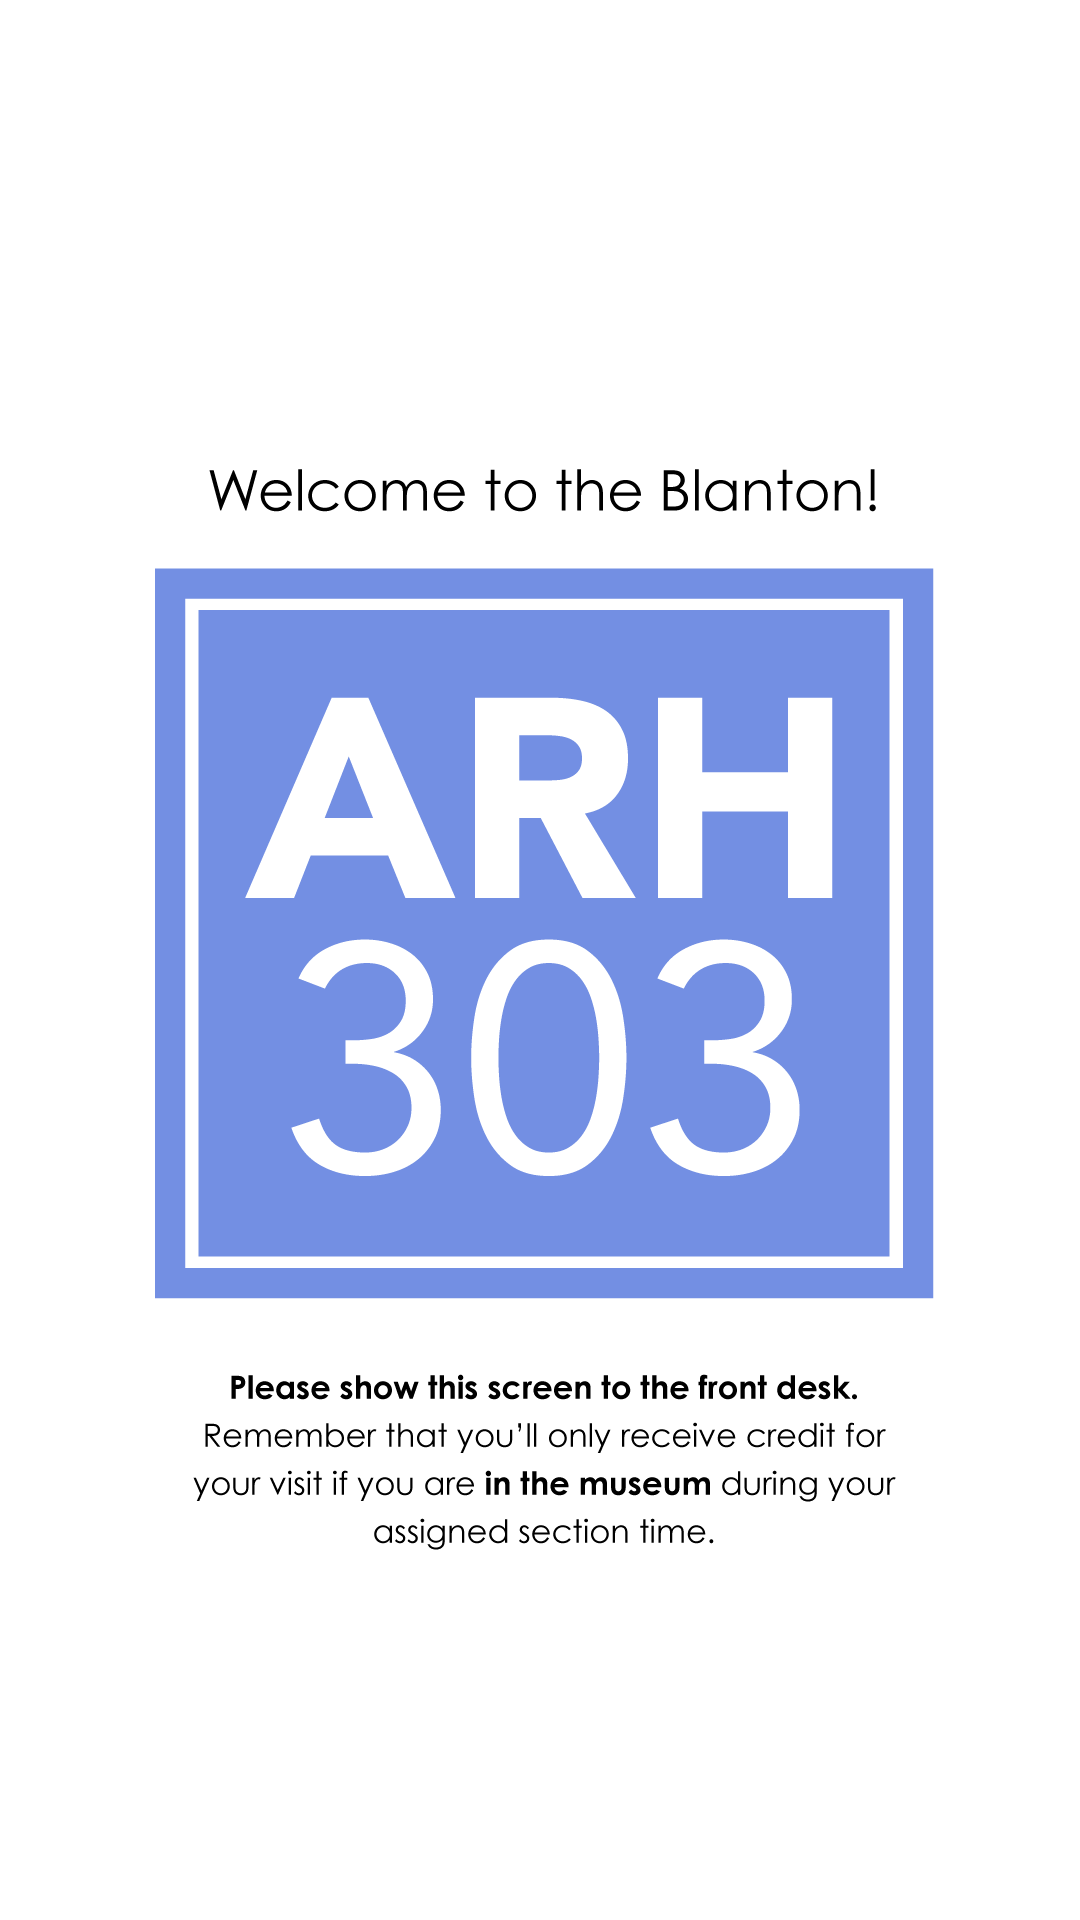 Welcome to the Blanton!
ARH
303
Please show this screen to the front desk.
Remember that you’ll only receive credit for
your visit if you are in the museum during your
assigned section time.